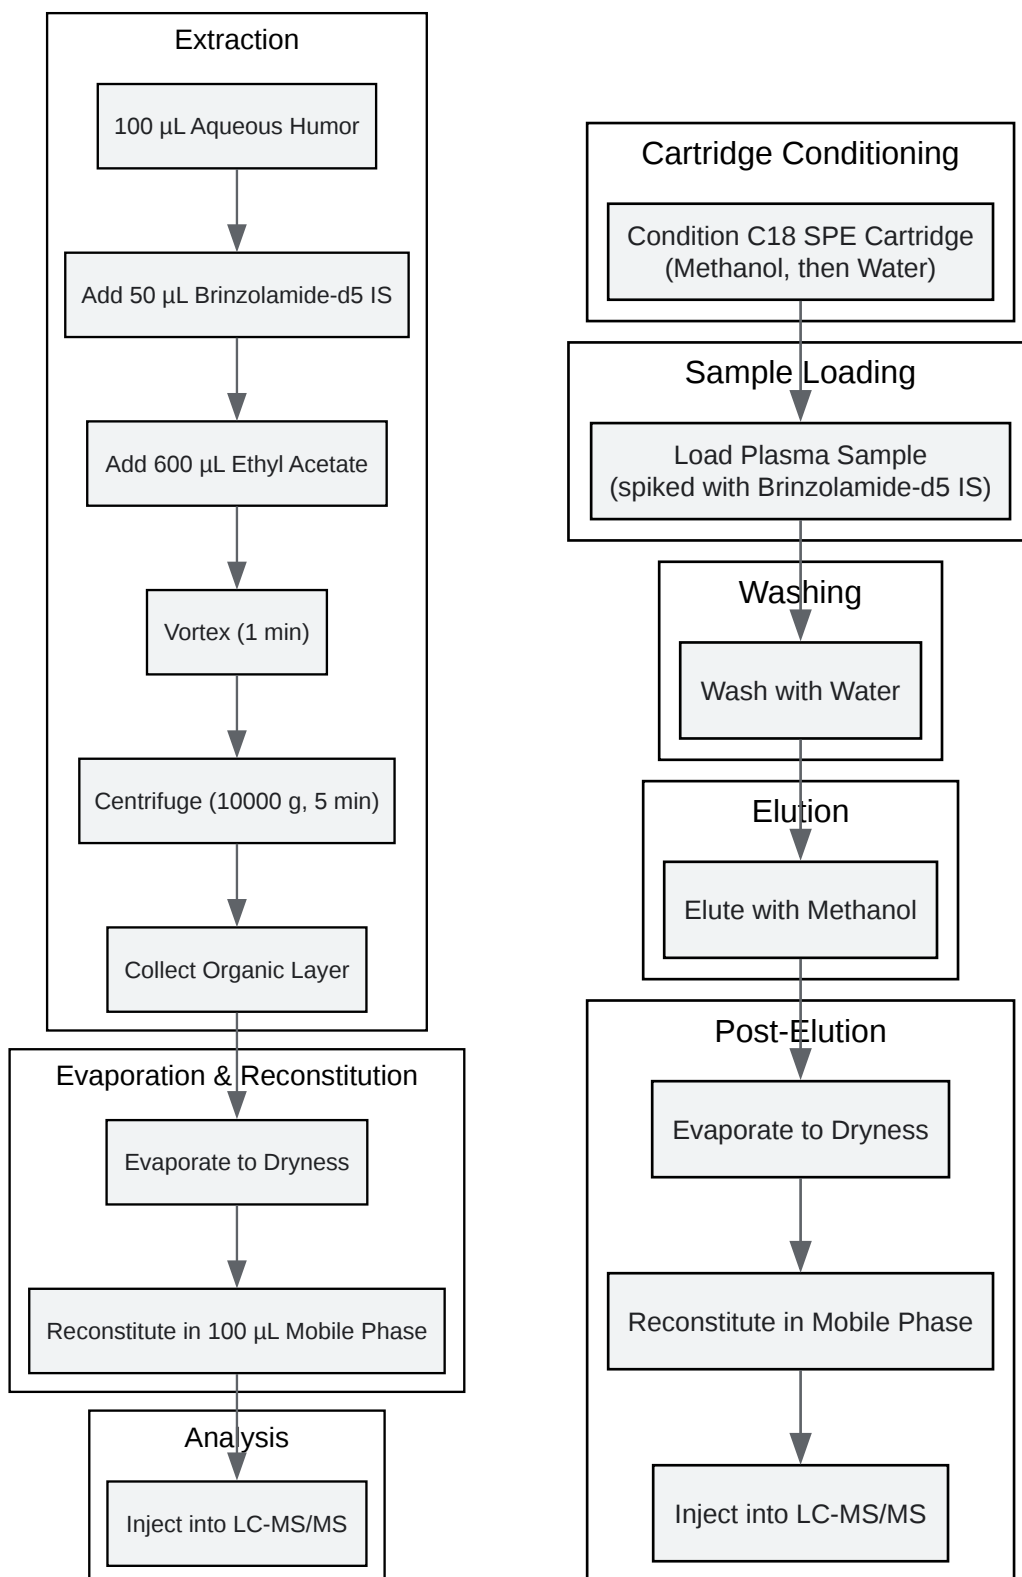 Extraction
100 µL Aqueous Humor
Add 50 µL Brinzolamide-d5 IS
Add 600 µL Ethyl Acetate
Vortex (1 min)
Centrifuge (10000 g, 5 min)
Collect Organic Layer
Evaporation & Reconstitution
Evaporate to Dryness
Reconstitute in 100 µL Mobile Phase
Analysis
Inject into LC-MS/MS
Cartridge Conditioning
Condition C18 SPE Cartridge
(Methanol, then Water)
Sample Loading
Load Plasma Sample
(spiked with Brinzolamide-d5 IS)
Washing
Wash with Water
Elution
Elute with Methanol
Post-Elution
Evaporate to Dryness
Reconstitute in Mobile Phase
Inject into LC-MS/MS